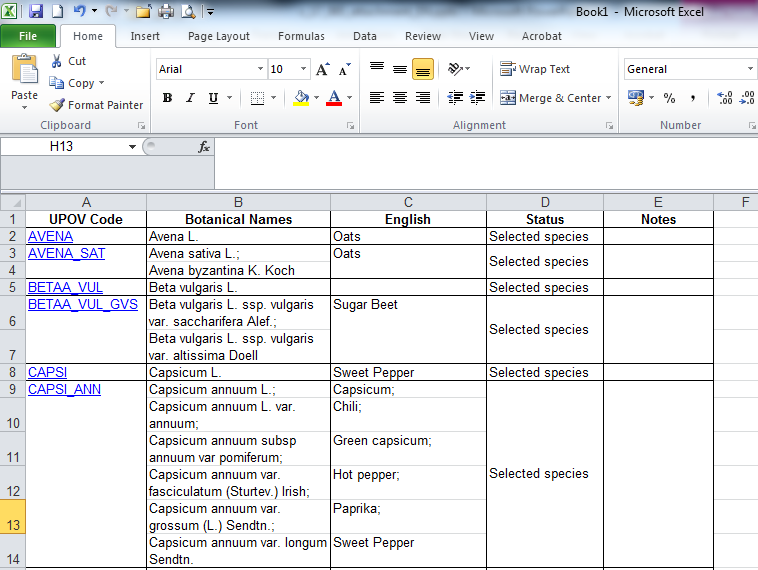 Book1 - Microsoft Excel
File Home Insert Page Layout Formulas Data Review View Acrobat
Paste Cut Arial 10 A A Wrap Text General
Copy
Format Painter B I U A Merge & Center % , .00 .00
Clipboard Font Alignment Number
H13 fx
A B C D E F
1 UPOV Code Botanical Names English Status Notes
2 AVENA Avena L. Oats Selected species
3 AVENA_SAT Avena sativa L.; Oats Selected species
4 Avena byzantina K. Koch
5 BETAA_VUL Beta vulgaris L. Selected species
6 BETAA_VUL_GVS Beta vulgaris L. ssp. vulgaris Sugar Beet Selected species
var. saccharifera Alef.;
7 Beta vulgaris L. ssp. vulgaris
var. altissima Doell
8 CAPSI Capsicum L. Sweet Pepper Selected species
9 CAPSI_ANN Capsicum annuum L.; Capsicum; Selected species
10 Capsicum annuum L. var. Chili;
annuum;
11 Capsicum annuum subsp Green capsicum;
annuum var pomiferum;
12 Capsicum annuum var. Hot pepper;
fasciculatum (Sturtev.) Irish;
13 Capsicum annuum var. Paprika;
grossum (L.) Sendtn.;
14 Capsicum annuum var. longum Sweet Pepper
Sendtn.